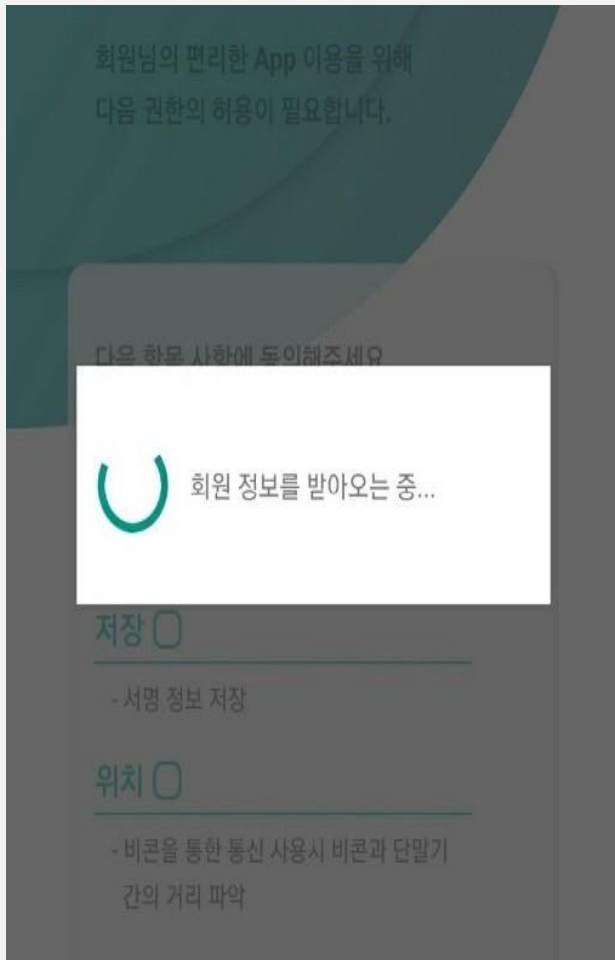 회원님의 편리한 App 이용을 위해
다음 권한의 허용이 필요합니다.
다음 항목 사항에 동의해주세요
회원 정보를 받아오는 중...
저장
- 서명 정보 저장
위치
- 비콘을 통한 통신 사용시 비콘과 단말기
간의 거리 파악